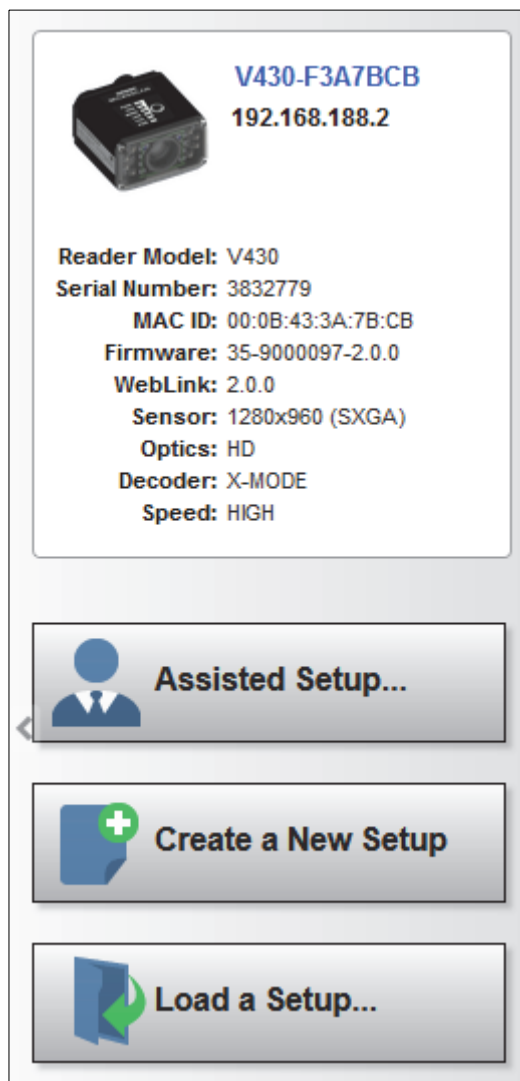 V430-F3A7BCB
192.168.188.2
Reader Model: V430
Serial Number: 3832779
MAC ID: 00:0B:43:3A:7B:CB
Firmware: 35-9000097-2.0.0
WebLink: 2.0.0
Sensor: 1280x960 (SXGA)
Optics: HD
Decoder: X-MODE
Speed: HIGH
Assisted Setup...
Create a New Setup
Load a Setup...